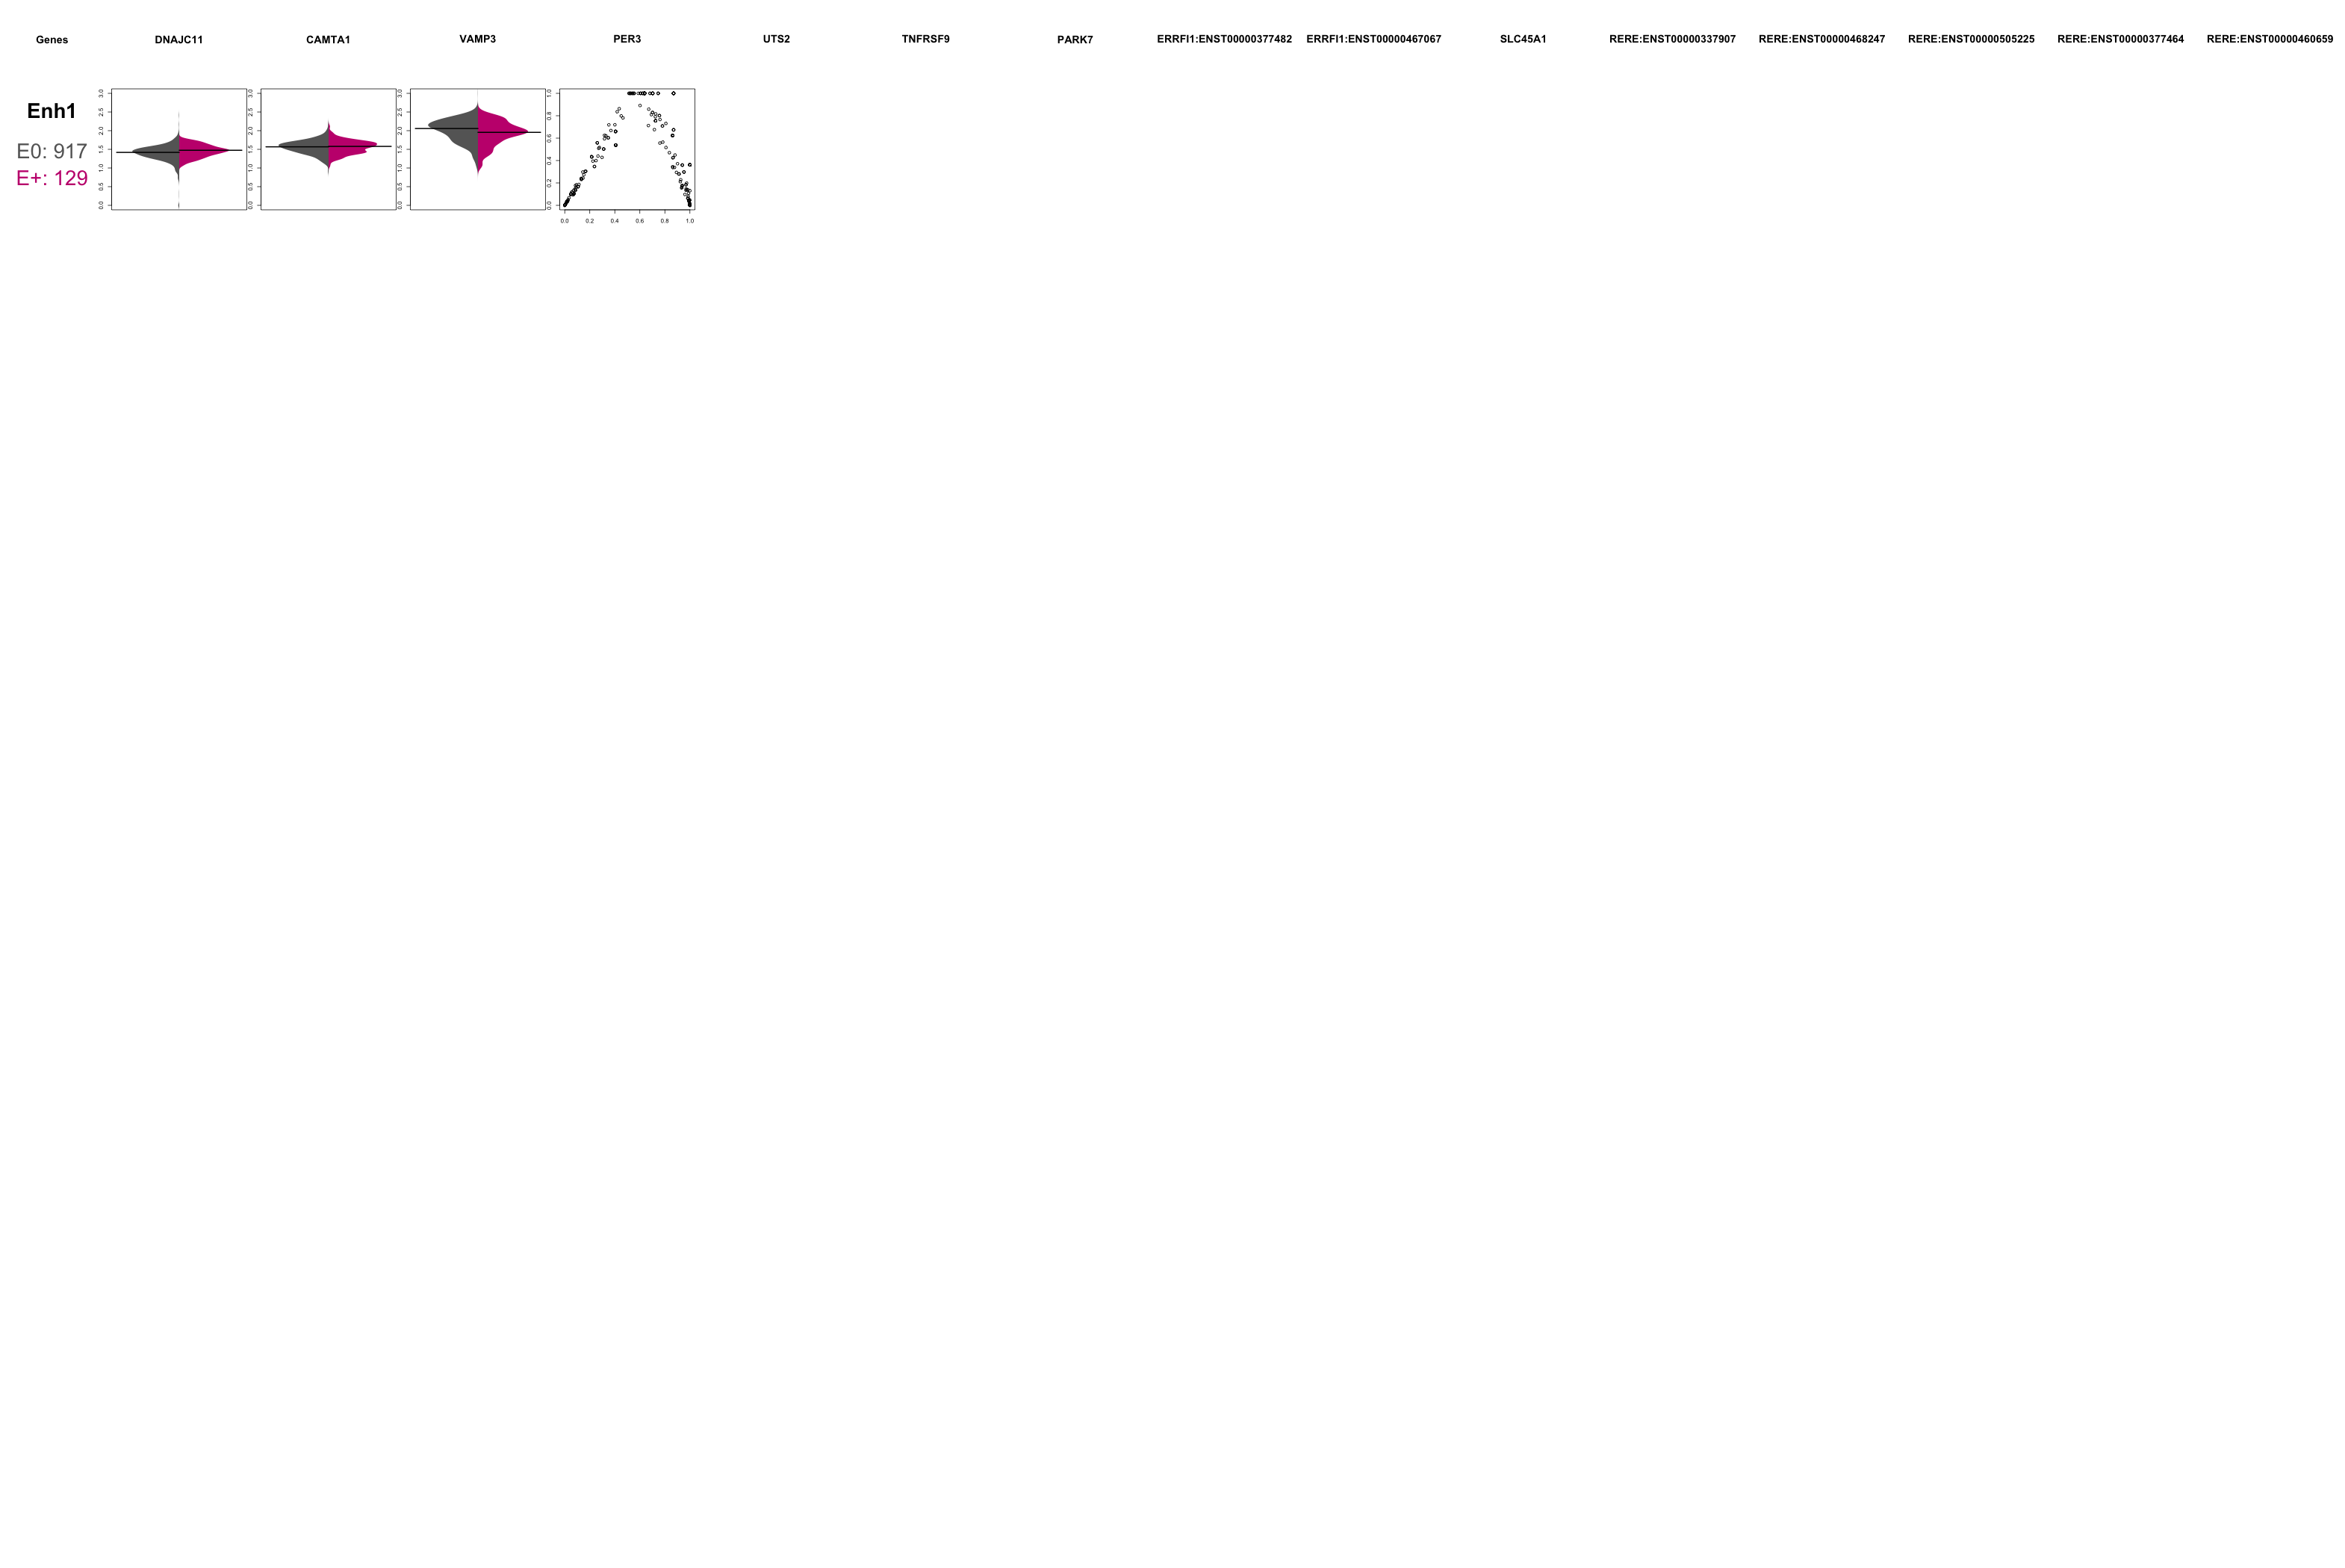 Genes DNAJC11 CAMTA1 VAMP3 PER3 UTS2 TNFRSF9 PARK7 ERRFI1:ENST00000377482 ERRFI1:ENST00000467067 SLC45A1 RERE:ENST00000337907 RERE:ENST00000468247 RERE:ENST00000505225 RERE:ENST00000377464 RERE:ENST00000460659
Enh1
E0: 917
E+: 129
0.0 0.5 1.0 1.5 2.0 2.5 3.0
0.0 0.5 1.0 1.5 2.0 2.5 3.0
0.0 0.5 1.0 1.5 2.0 2.5 3.0
0.0 0.2 0.4 0.6 0.8 1.0
0.0 0.2 0.4 0.6 0.8 1.0